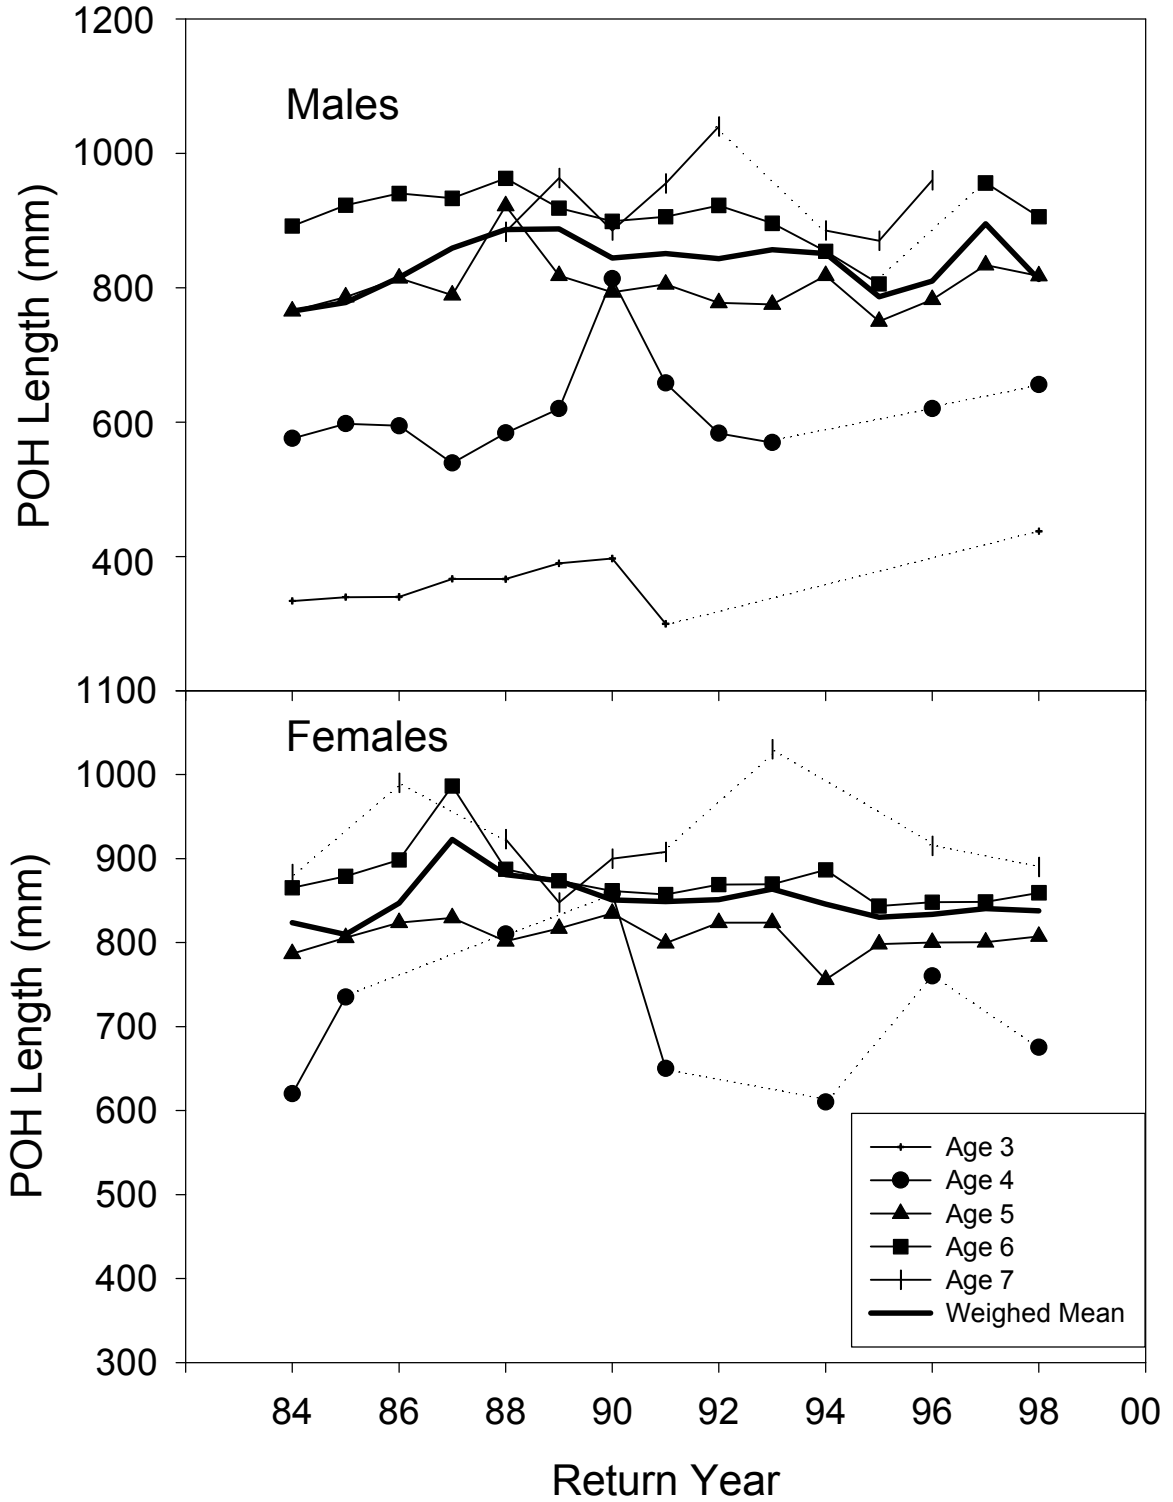 1200
Males
1000
800
600
400
POH Length (mm)
1100
Females
1000
900
800
700
600
500
400
300
POH Length (mm)
Age 3
Age 4
Age 5
Age 6
Age 7
Weighed Mean
84 86 88 90 92 94 96 98 00
Return Year